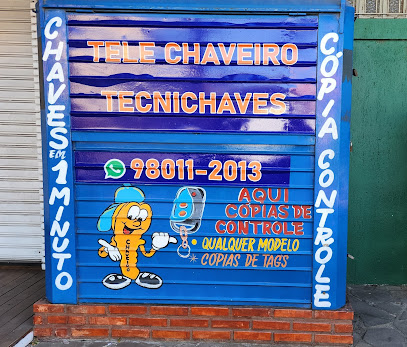 TELE CHAVEIRO
TECNICHAVES
CHAVES EM 1 MINUTO
98011-2013
AQUI
CÓPIAS DE
CONTROLE
• QUALQUER MODELO
* CÓPIAS DE TAGS
CÓPIA CONTROLE